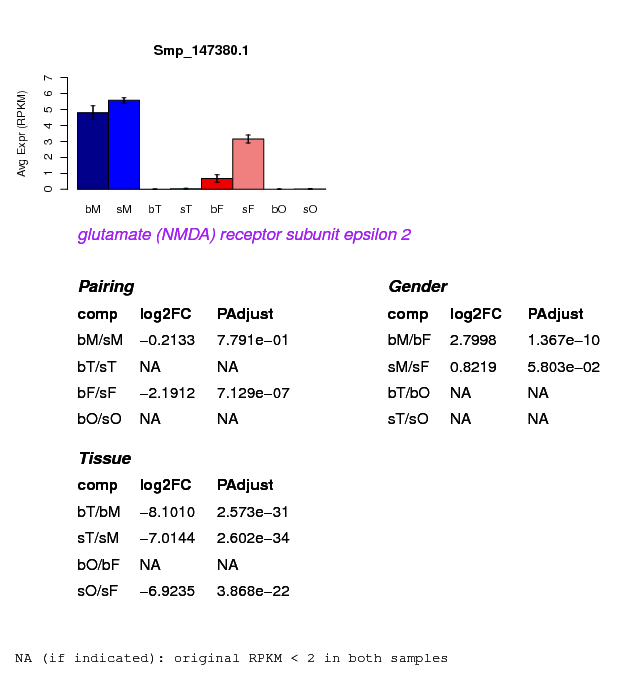 Smp_147380.1
Avg Expr (RPKM)
0 1 2 3 4 5 6 7
bM sM bT sT bF sF bO sO
glutamate (NMDA) receptor subunit epsilon 2
Pairing
comp log2FC PAdjust
bM/sM −0.2133 7.791e−01
bT/sT NA NA
bF/sF −2.1912 7.129e−07
bO/sO NA NA
Gender
comp log2FC PAdjust
bM/bF 2.7998 1.367e−10
sM/sF 0.8219 5.803e−02
bT/bO NA NA
sT/sO NA NA
Tissue
comp log2FC PAdjust
bT/bM −8.1010 2.573e−31
sT/sM −7.0144 2.602e−34
bO/bF NA NA
sO/sF −6.9235 3.868e−22
NA (if indicated): original RPKM < 2 in both samples